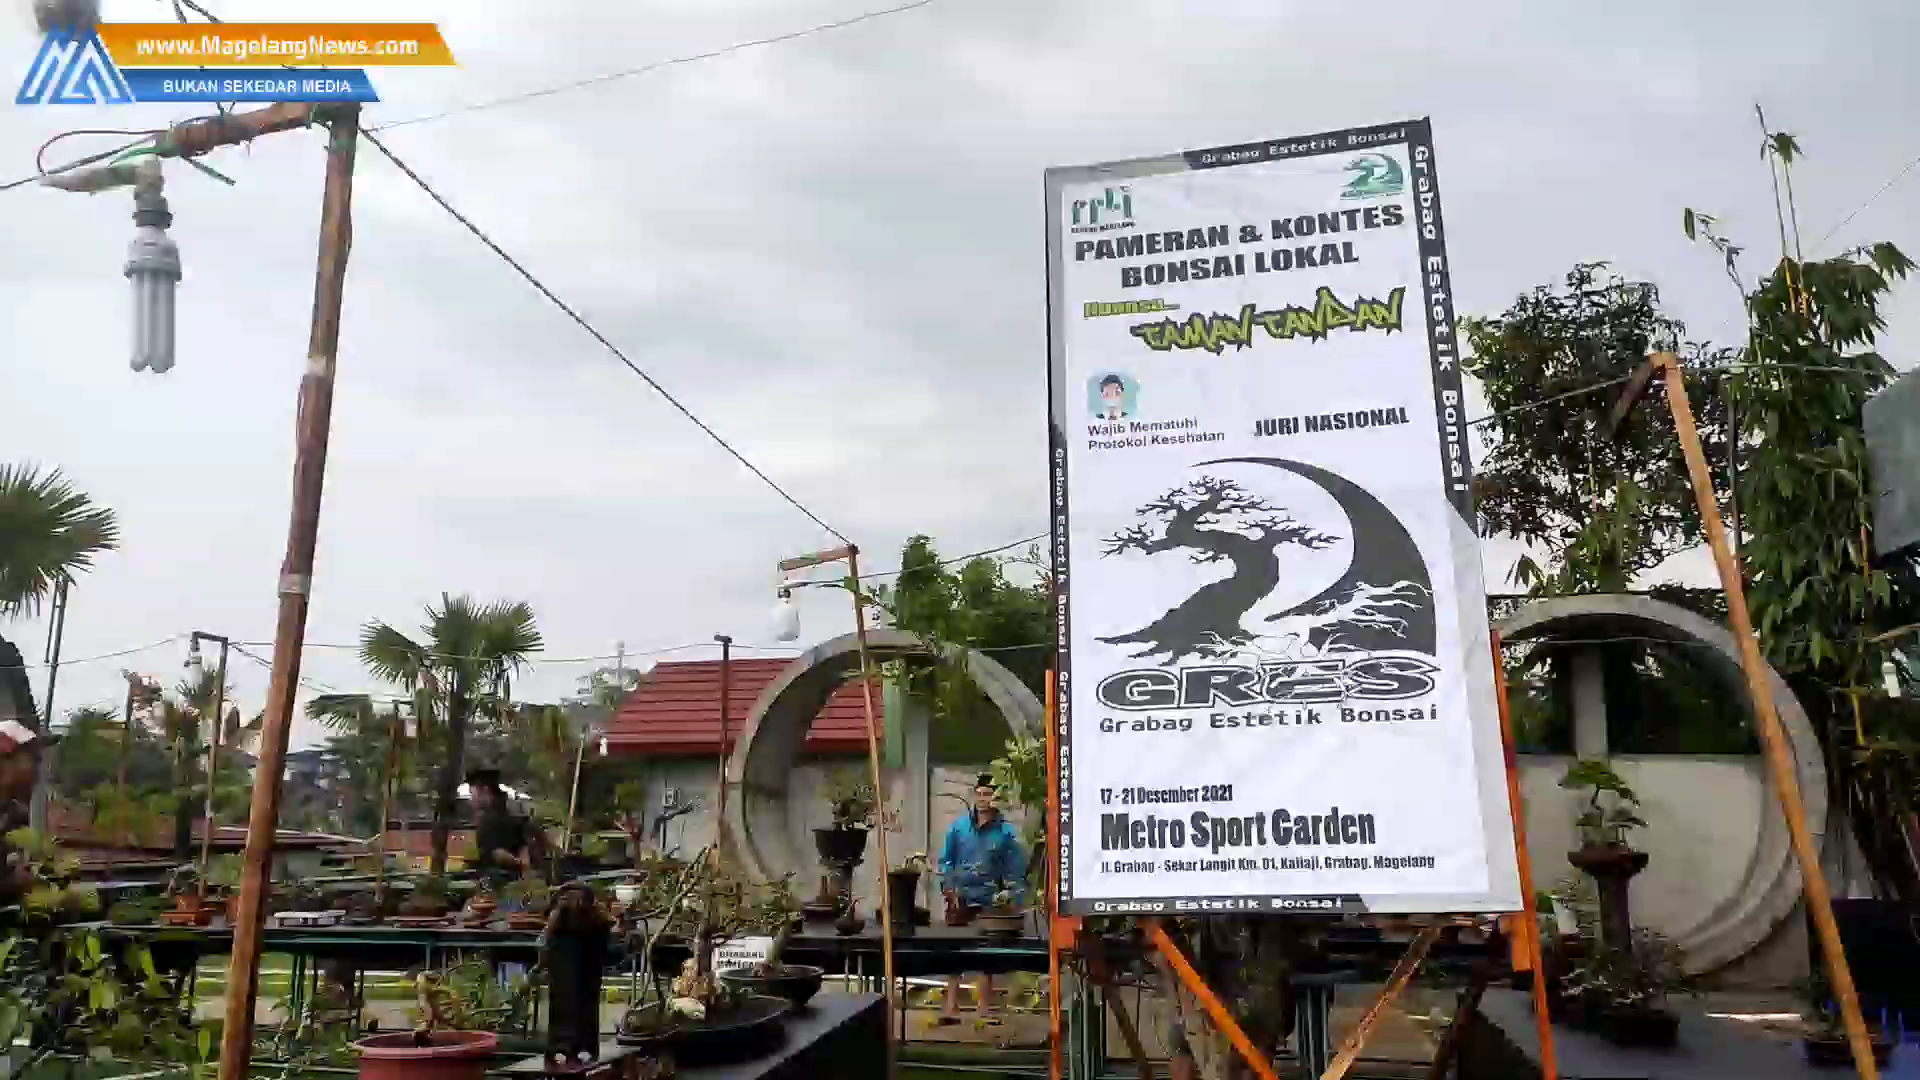 www.MagelangNews.com
BUKAN SEKEDAR MEDIA
Grabag Estetik Bonsai
PAMERAN & KONTES
BONSAI LOKAL
Nuansa...
TAMAN TANDAN
Wajib Mematuhi
Protokol Kesehatan
JURI NASIONAL
GRES
Grabag Estetik Bonsai
17 - 21 Desember 2021
Metro Sport Garden
Jl. Grabag - Sekar Langit Km. 01, Kaliaji, Grabag, Magelang
Grabag Estetik Bonsai
Grabag Estetik Bonsai
Grabag Estetik Bonsai
Grabag Estetik Bonsai